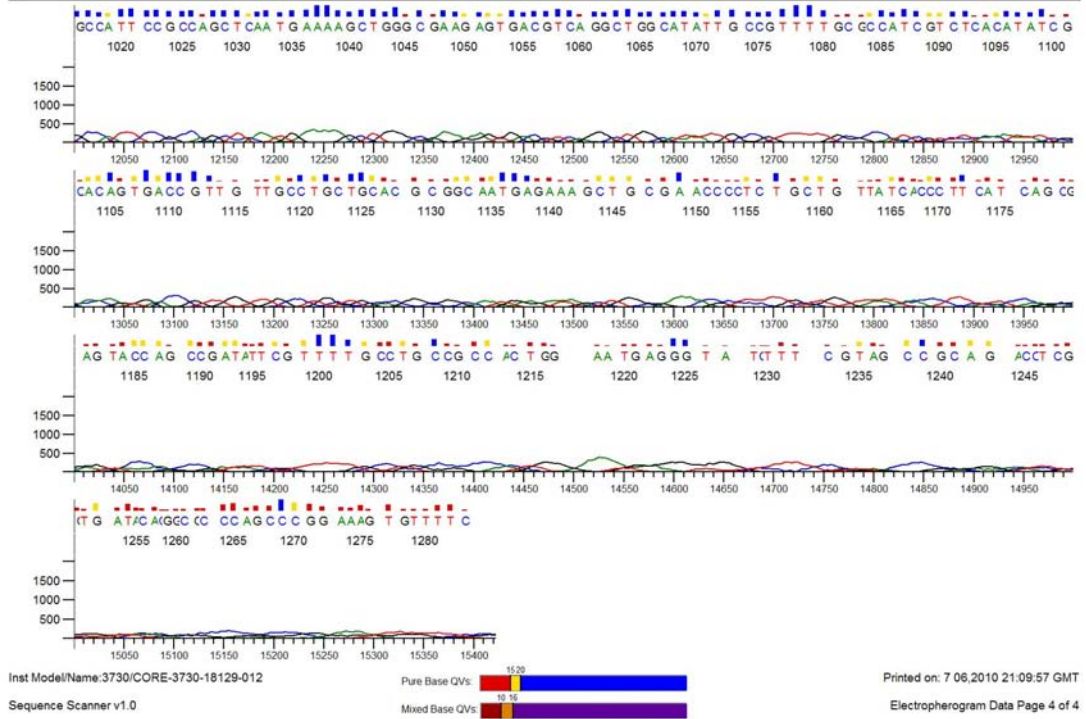 GCCATT CCGCCAGCTCAATGAAAAGCTGGGCGAAGAGTGACGTCAGGCTGGCATATTGCCGTTTTGCGCCATCGTCTCACATATCG
1020 1025 1030 1035 1040 1045 1050 1055 1060 1065 1070 1075 1080 1085 1090 1095 1100
1500
1000
500
12050 12100 12150 12200 12250 12300 12350 12400 12450 12500 12550 12600 12650 12700 12750 12800 12850 12900 12950
CACAGTGACCGTTG TTGCCTGCTGCAC GCGGCAATGAGAAAGCTG CGAACCCCTCTGCTG TTATCACCCTTCAT CAGCG
1105 1110 1115 1120 1125 1130 1135 1140 1145 1150 1155 1160 1165 1170 1175
1500
1000
500
13050 13100 13150 13200 13250 13300 13350 13400 13450 13500 13550 13600 13650 13700 13750 13800 13850 13900 13950
AGTACCAG CCGATATTCGTTTTGCCTGCCGCCACTGG AATGAGGGTA TCTTT CGTAG CCGCAG ACCTCG
1185 1190 1195 1200 1205 1210 1215 1220 1225 1230 1235 1240 1245
1500
1000
500
14050 14100 14150 14200 14250 14300 14350 14400 14450 14500 14550 14600 14650 14700 14750 14800 14850 14900 14950
CCAGCCCGG AAAG TGTTTTC
1255 1260 1265 1270 1275 1280
1500
1000
500
15050 15100 15150 15200 15250 15300 15350 15400
Inst Model/Name:3730/CORE-3730-18129-012
Pure Base QVs: 15 20
Printed on: 7 06,2010 21:09:57 GMT
Sequence Scanner v1.0
Mixed Base QVs: 10 16
Electropherogram Data Page 4 of 4